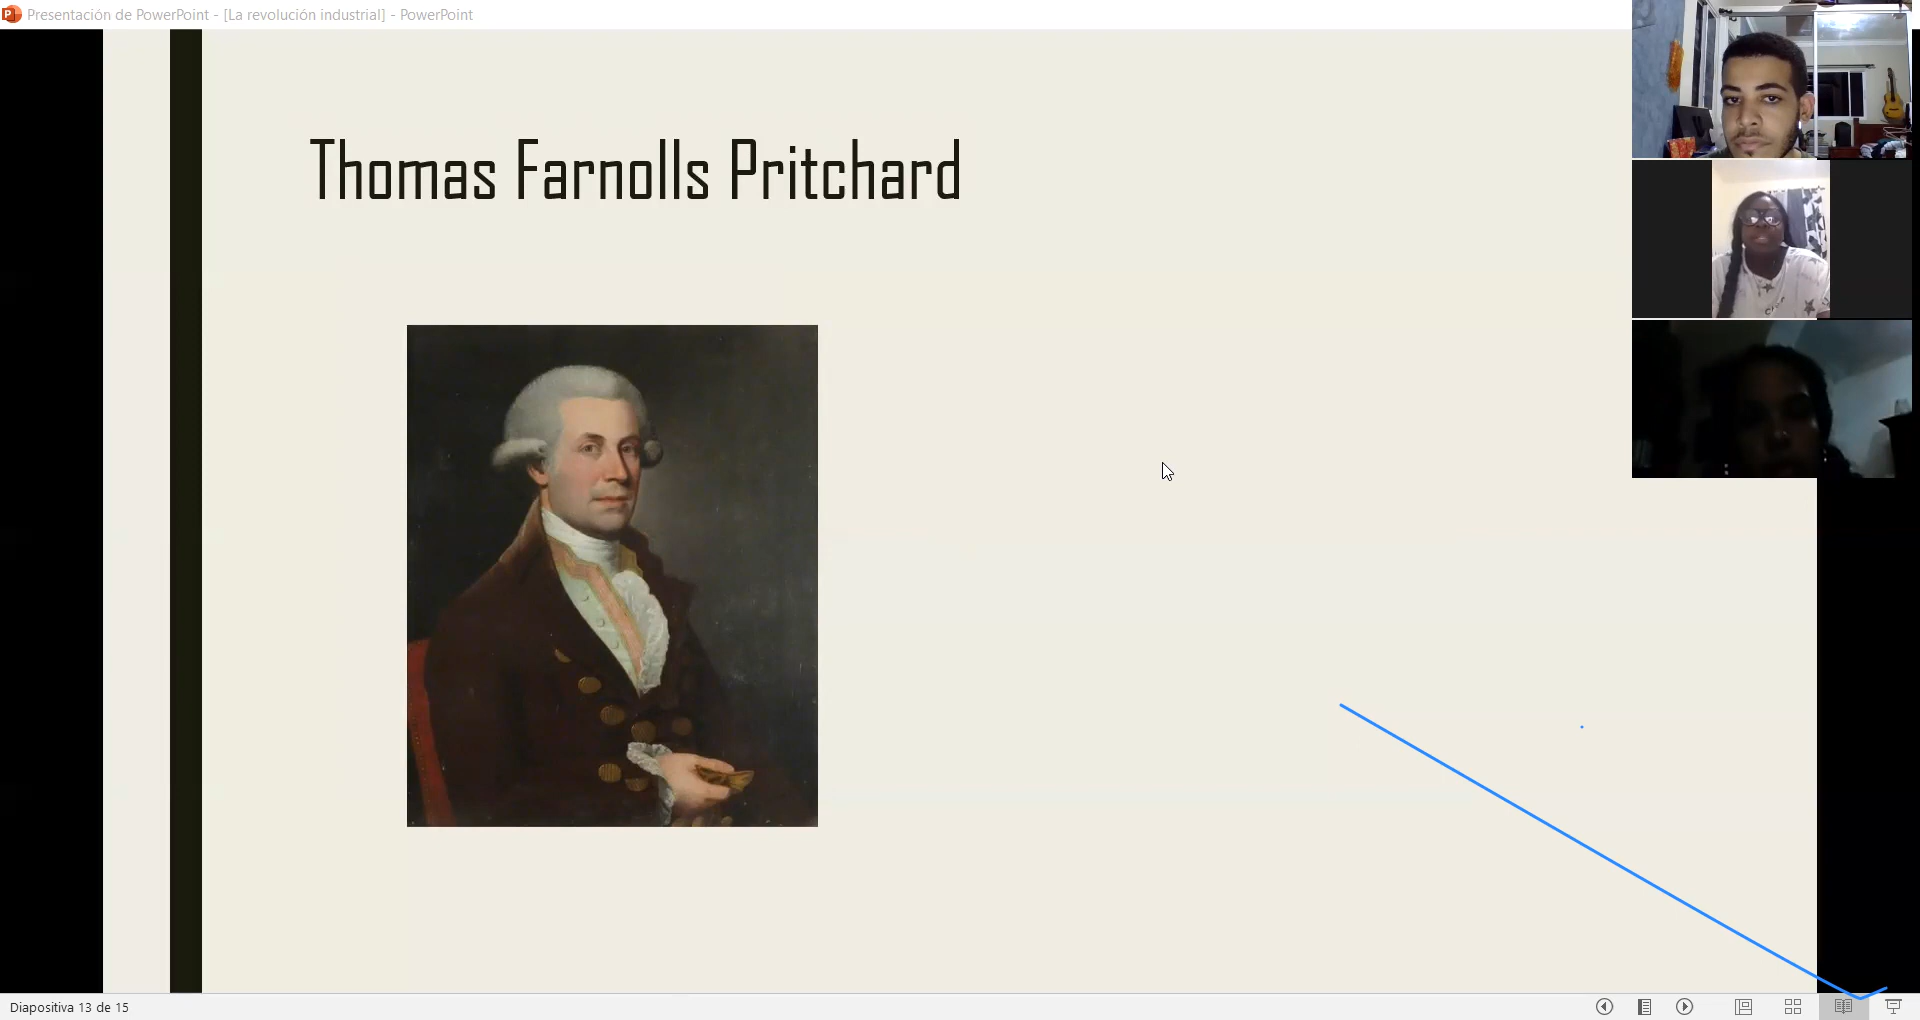 Presentación de PowerPoint - [La revolución industrial] - PowerPoint
Thomas Farnolls Pritchard
Diapositiva 13 de 15